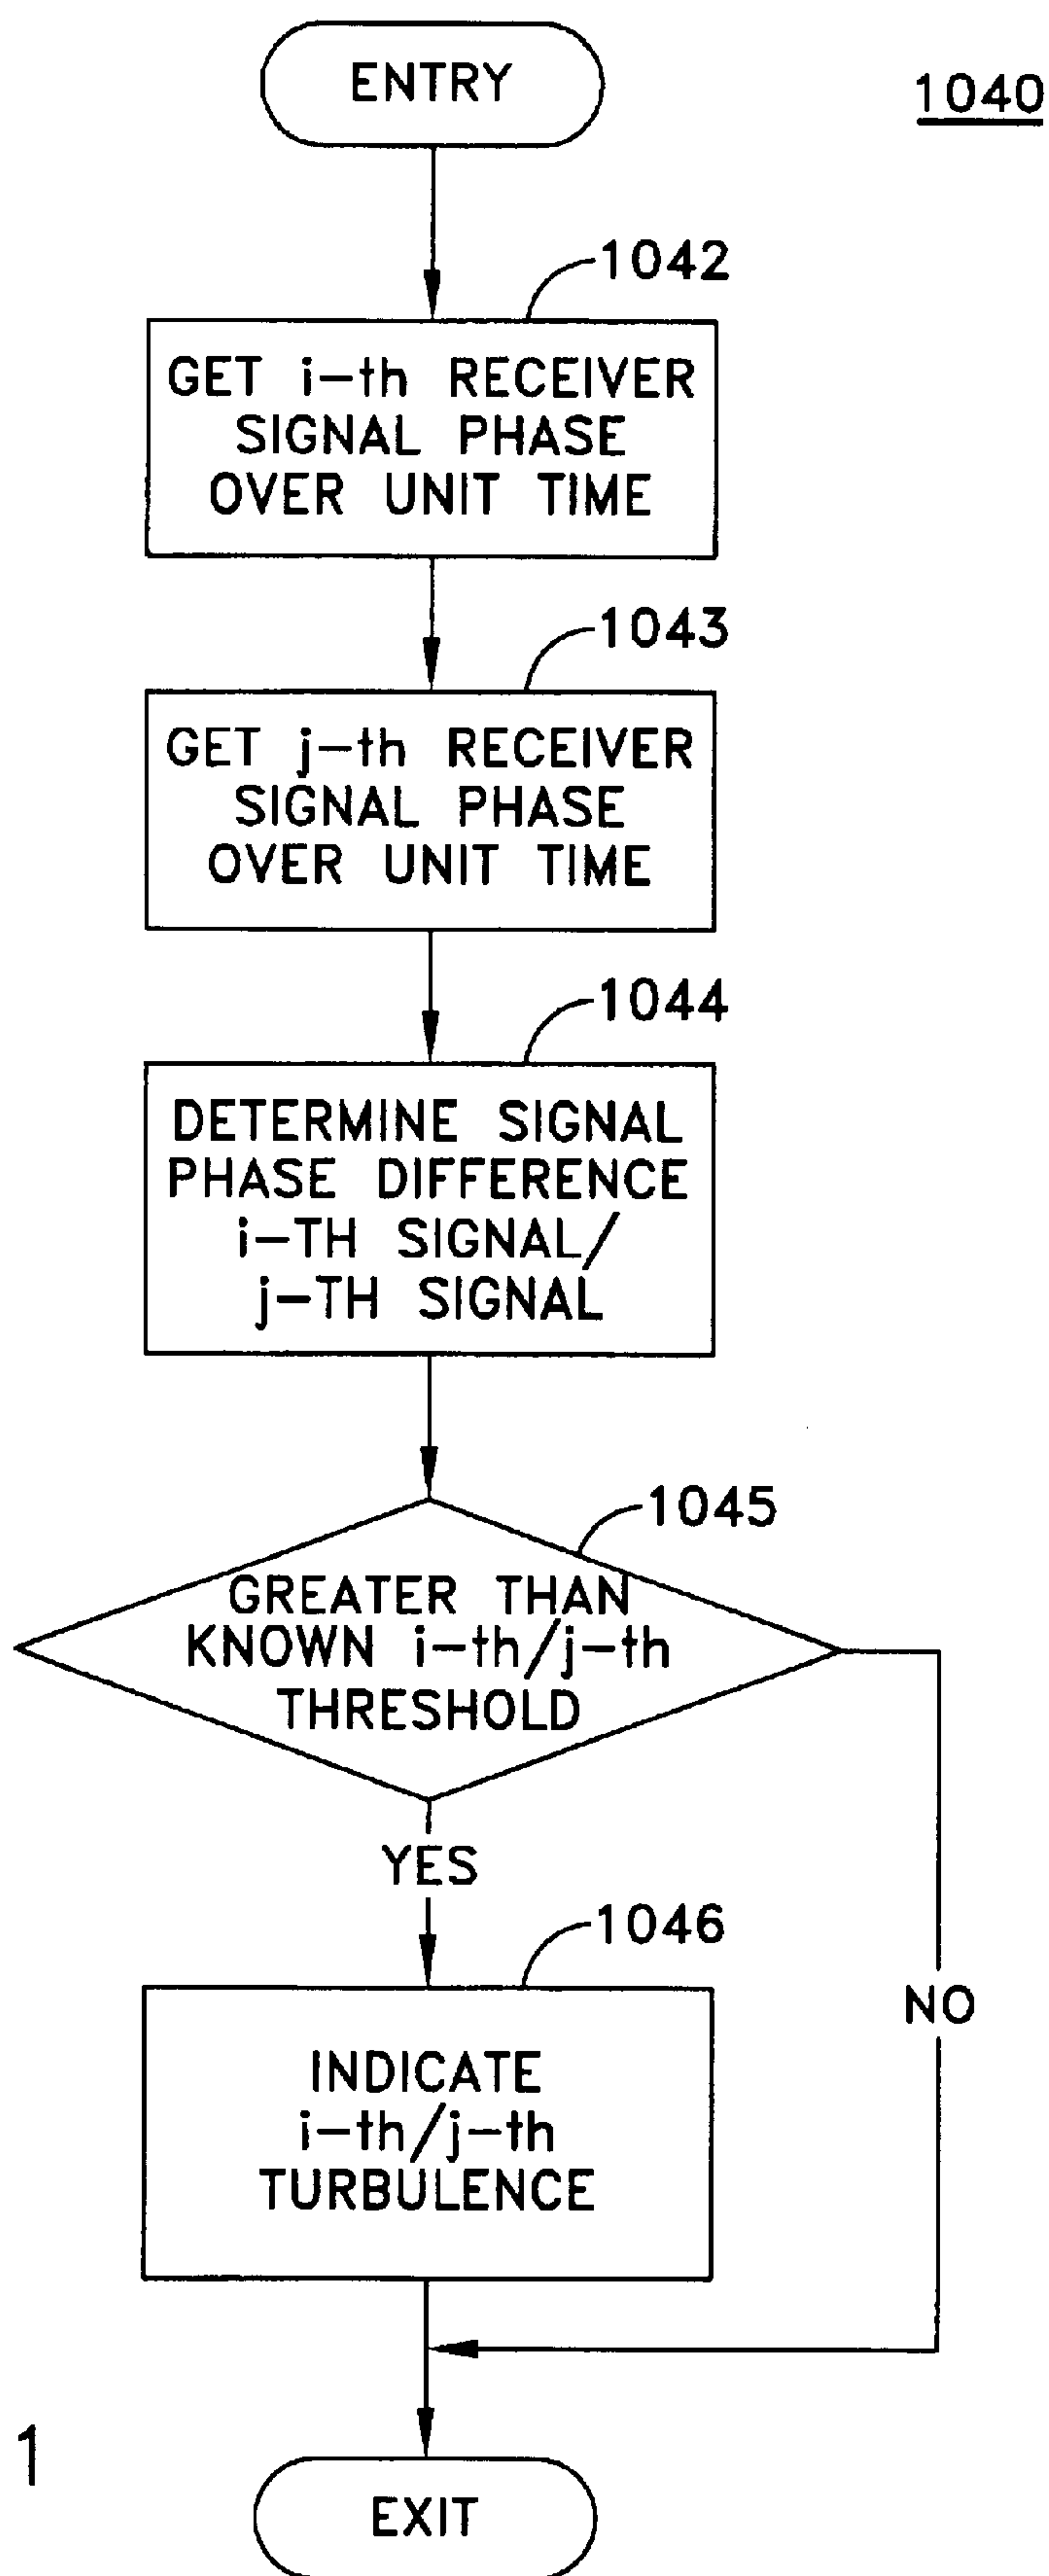 ENTRY
1040
1042
GET i-th RECEIVER
SIGNAL PHASE
OVER UNIT TIME
1043
GET j-th RECEIVER
SIGNAL PHASE
OVER UNIT TIME
1044
DETERMINE SIGNAL
PHASE DIFFERENCE
i-TH SIGNAL/
j-TH SIGNAL
1045
GREATER THAN
KNOWN i-th/j-th
THRESHOLD
YES
1046
NO
INDICATE
i-th/j-th
TURBULENCE
1
EXIT